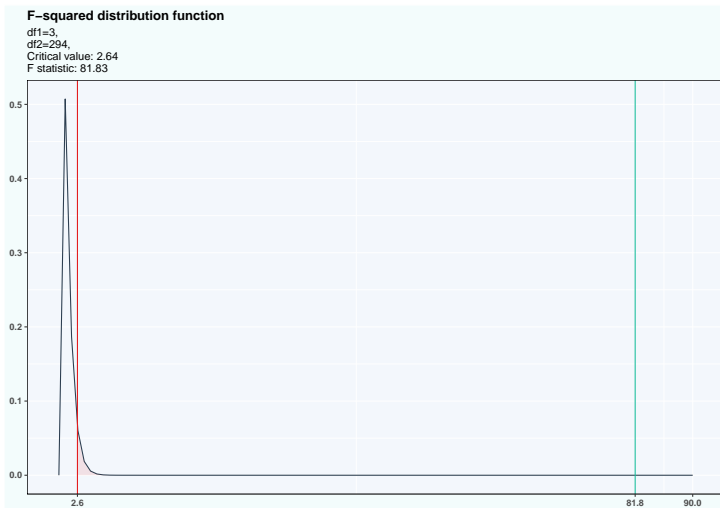 F−squared distribution function
df1=3,
df2=294,
Critical value: 2.64
F statistic: 81.83
0.5
0.4
0.3
0.2
0.1
0.0
2.6 81.8 90.0